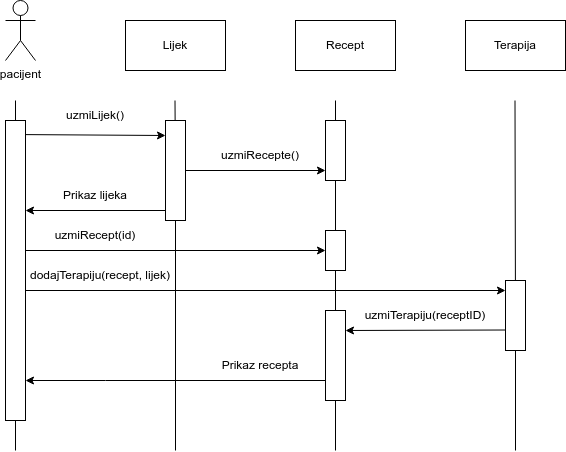 Lijek
Recept
Terapija
pacijent
uzmiLijek()
uzmiRecepte()
Prikaz lijeka
uzmiRecept(id)
dodajTerapiju(recept, lijek)
uzmiTerapiju(receptID)
Prikaz recepta